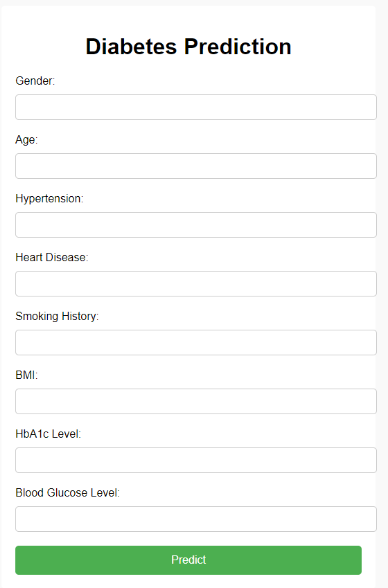 Diabetes Prediction
Gender:
Age:
Hypertension:
Heart Disease:
Smoking History:
BMI:
HbA1c Level:
Blood Glucose Level:
Predict